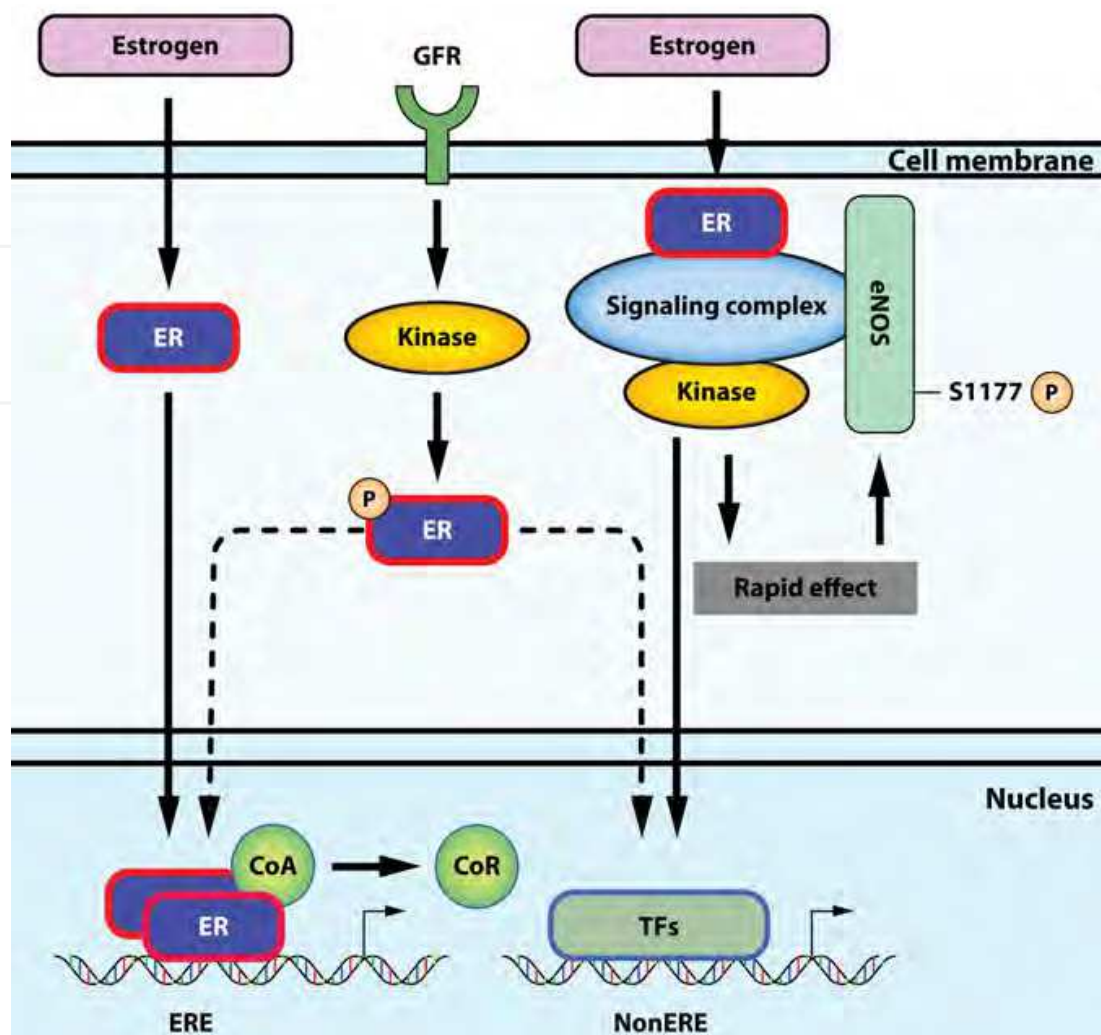 Estrogen
GFR
Estrogen
Cell membrane
ER
Signaling complex
eNOS
ER
Kinase
Kinase
S1177 P
P
ER
Rapid effect
Nucleus
CoA
CoR
ER
TFs
ERE
NonERE